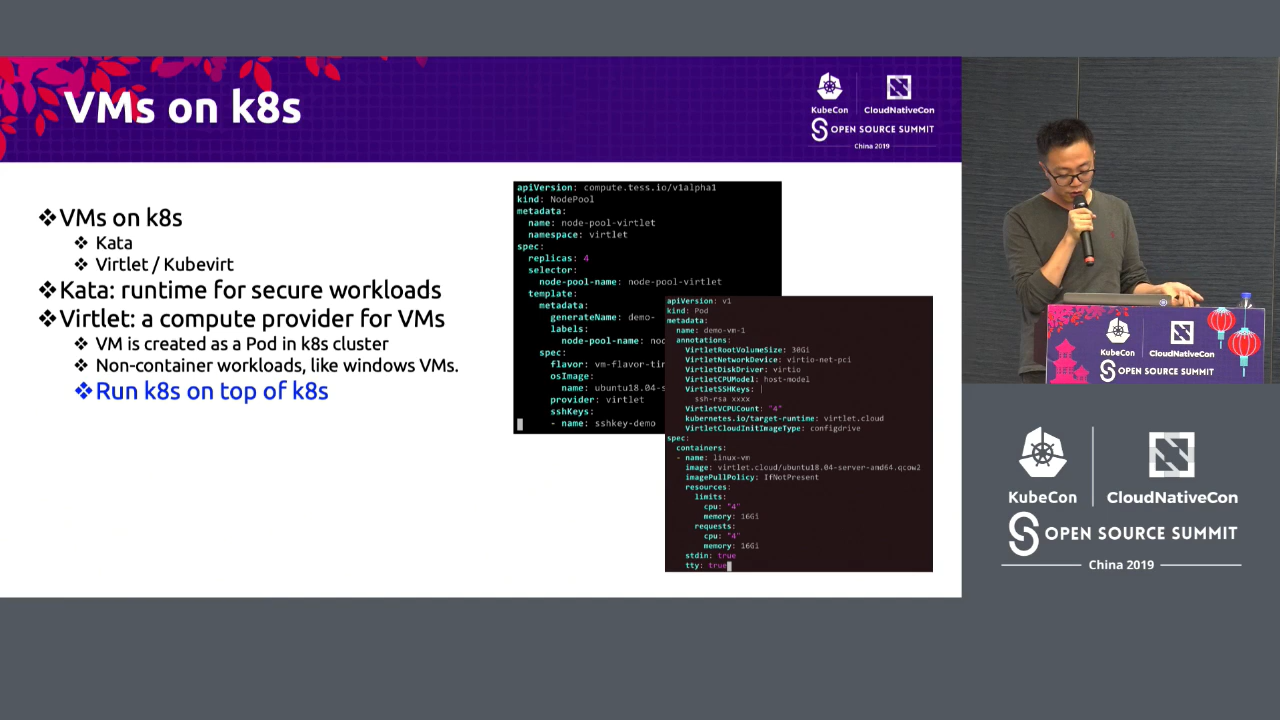 VMs on k8s
KubeCon
CloudNativeCon
OPEN SOURCE SUMMIT
China 2019
❖VMs on k8s
❖ Kata
❖ Virtlet / Kubevirt
❖Kata: runtime for secure workloads
❖Virtlet: a compute provider for VMs
❖ VM is created as a Pod in k8s cluster
❖ Non-container workloads, like windows VMs.
❖Run k8s on top of k8s
apiVersion: compute.tess.io/v1alpha1
kind: NodePool
metadata:
name: node-pool-virtlet
namespace: virtlet
spec:
replicas: 4
selector:
node-pool-name: node-pool-virtlet
template:
metadata:
generateName: demo-
labels:
node-pool-name:
spec:
flavor:
osImage:
name:
provider: virtlet
sshKeys:
- name: sshkey-demo
apiVersion: v1
kind: Pod
metadata:
name: demo-vm-1
annotations:
VirtletRootVolumeSize: 30Gi
VirtletNetworkDevice: virtio-net-pci
VirtletDiskDriver: virtio
VirtletCPUModel: host-model
VirtletSSHKeys: |
ssh-rsa xxxx
VirtletVCPUCount: "4"
kubernetes.io/target-runtime: virtlet.cloud
VirtletCloudInitImageType: configdrive
spec:
containers:
- name: linux-vm
image: virtlet.cloud/ubuntu18.04-server-amd64.qcow2
imagePullPolicy: IfNotPresent
resources:
limits:
cpu: "4"
memory: 16Gi
requests:
cpu: "4"
memory: 16Gi
stdin: true
tty: true
KubeCon
CloudNativeCon
OPEN SOURCE SUMMIT
KubeCon
CloudNativeCon
OPEN SOURCE SUMMIT
China 2019